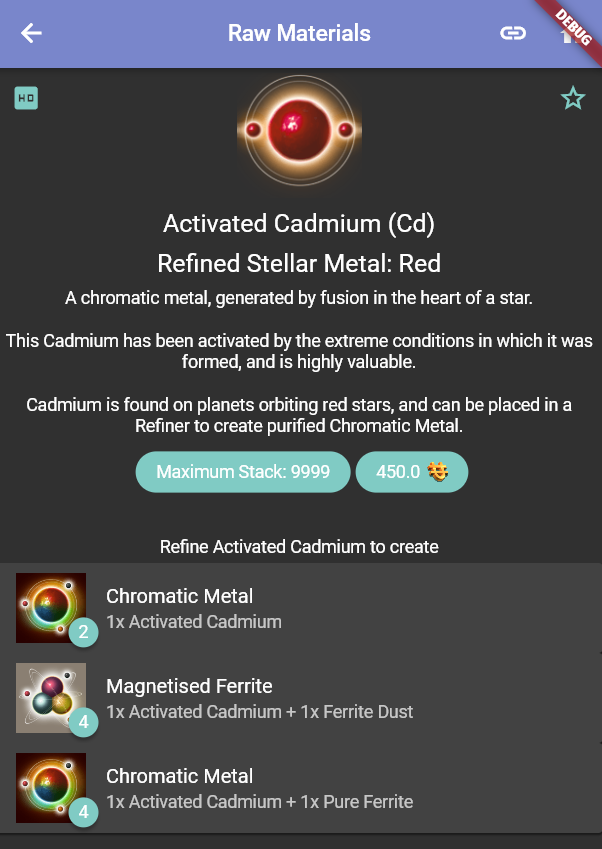 Raw Materials
DEBUG
HD
Activated Cadmium (Cd)
Refined Stellar Metal: Red
A chromatic metal, generated by fusion in the heart of a star.
This Cadmium has been activated by the extreme conditions in which it was
formed, and is highly valuable.
Cadmium is found on planets orbiting red stars, and can be placed in a
Refiner to create purified Chromatic Metal.
Maximum Stack: 9999 450.0
Refine Activated Cadmium to create
Chromatic Metal
1x Activated Cadmium
2
Magnetised Ferrite
1x Activated Cadmium + 1x Ferrite Dust
4
Chromatic Metal
1x Activated Cadmium + 1x Pure Ferrite
4